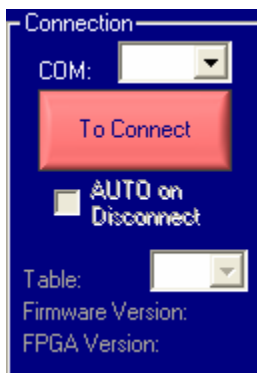 Connection
COM:
To Connect
AUTO on
Disconnect
Table:
Firmware Version:
FPGA Version: